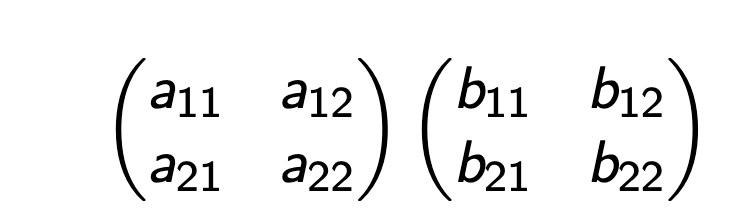 (a₁₁ a₁₂) (b₁₁ b₁₂)
(a₂₁ a₂₂) (b₂₁ b₂₂)